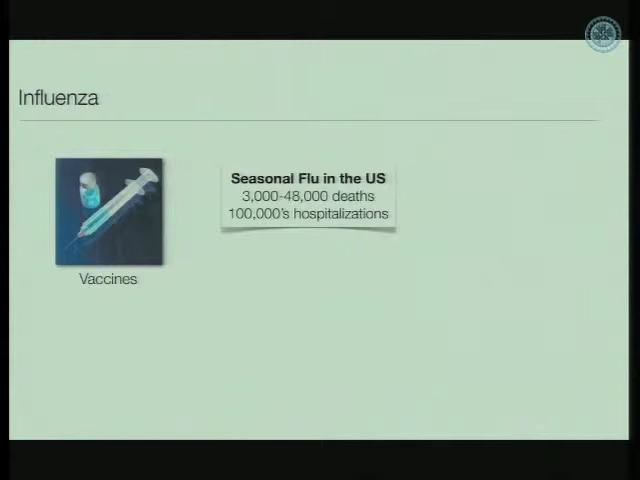 Influenza
Seasonal Flu in the US
3,000-48,000 deaths
100,000's hospitalizations
Vaccines